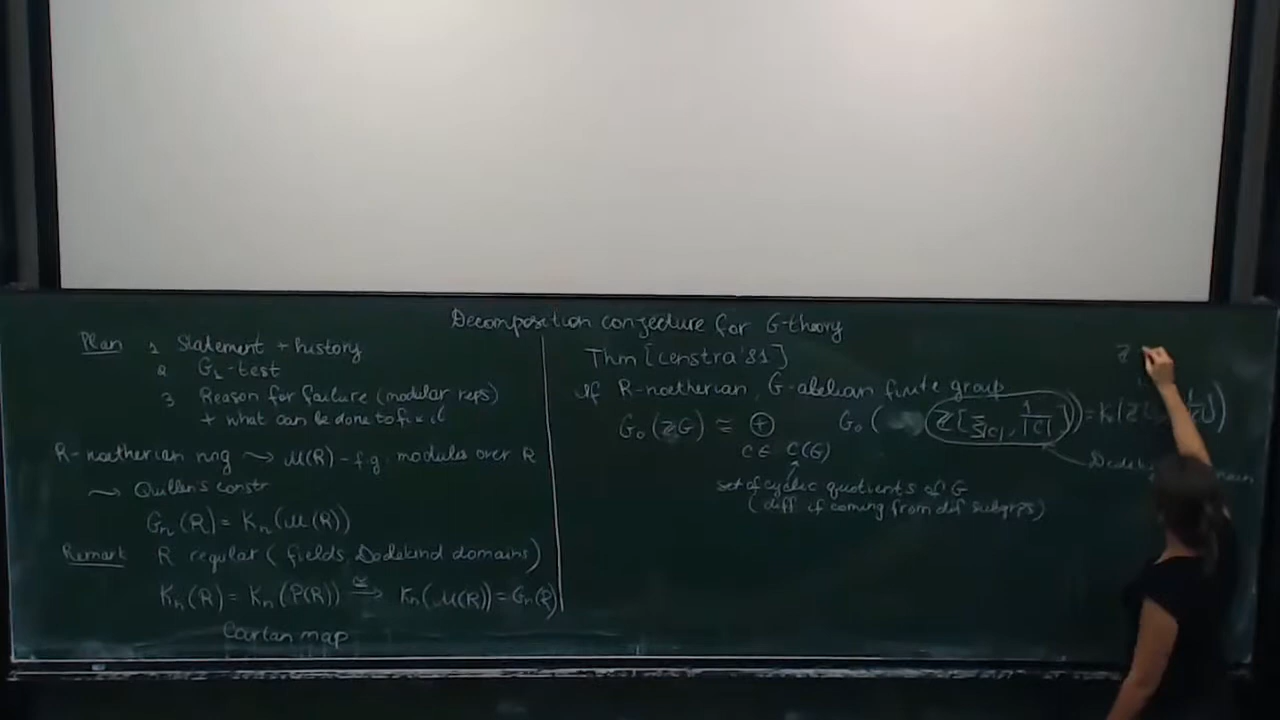 Decomposition conjecture for G-theory
Plan 1 Statement + history
2 G₁-test
3 Reason for failure (modular reps)
+ what can be done to fix it
R-noetherian ring ⇝ M(R) - f.g. modules over R
⇝ Quillen's constr
Gₙ(R) = Kₙ(M(R))
Remark R regular (fields, Dedekind domains)
Kₙ(R) = Kₙ(P(R)) ≅→ Kₙ(M(R)) = Gₙ(R)
Cartan map
Thm [Lenstra '81]
If R-noetherian, G-abelian finite group
G₀(ZG) ≅ ⊕ G₀( Z[ξ|C|, 1/|C|]) = K₀(Z
C ∈ C(G)
set of cyclic quotients of G
(diff if coming from dif subgrps)
Z